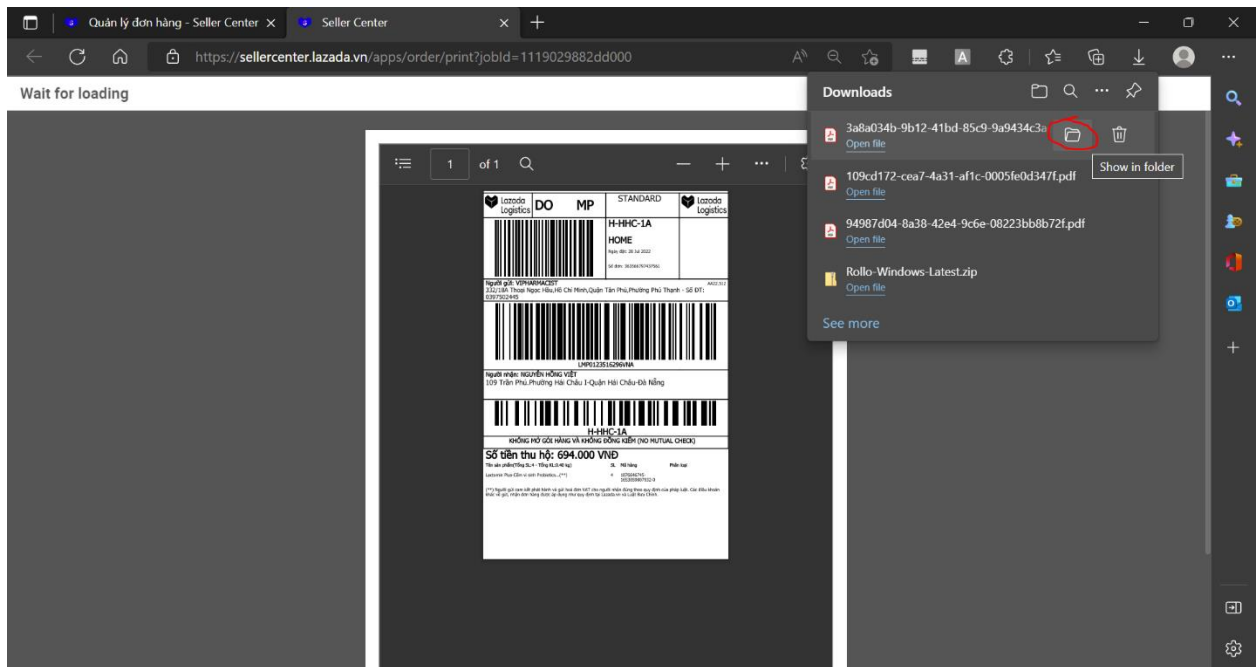 Quản lý đơn hàng - Seller Center
Seller Center
https://sellercenter.lazada.vn/apps/order/print?jobId=1119029882dd000
Wait for loading
Downloads
3a8a034b-9b12-41bd-85c9-9a9434c3a
Open file
Show in folder
109cd172-cea7-4a31-af1c-0005fe0d347f.pdf
Open file
94987d04-8a38-42e4-9c6e-08223bb8b72f.pdf
Open file
Rollo-Windows-Latest.zip
Open file
See more
1 of 1
Lazada Logistics
DO MP
STANDARD
Lazada Logistics
H-HHC-1A
HOME
Người gửi: VIPHARMACIST
332/18A Thoại Ngọc Hầu,Hồ Chí Minh,Quận Tân Phú,Phường Phú Thạnh - Số ĐT:
0397502445
LMP0123516296VNA
Người nhận: NGUYỄN HỒNG VIỆT
109 Trần Phú.Phường Hải Châu I-Quận Hải Châu-Đà Nẵng
H-HHC-1A
KHÔNG MỞ GÓI HÀNG VÀ KHÔNG ĐỒNG KIỂM (NO MUTUAL CHECK)
Số tiền thu hộ: 694.000 VNĐ